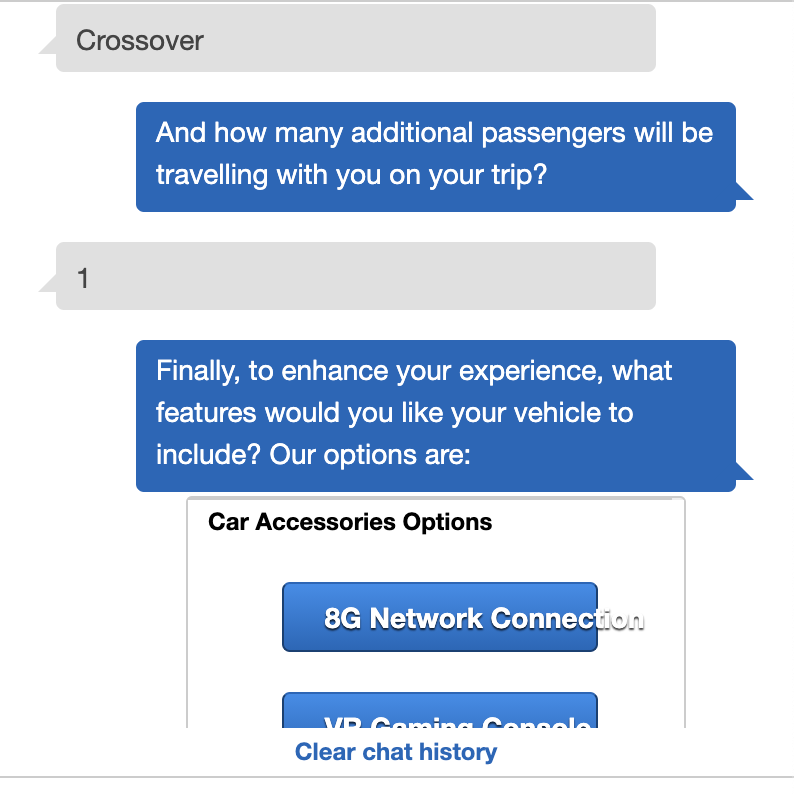 Crossover
And how many additional passengers will be
travelling with you on your trip?
1
Finally, to enhance your experience, what
features would you like your vehicle to
include? Our options are:
Car Accessories Options
8G Network Connection
VR Gaming Console
Clear chat history